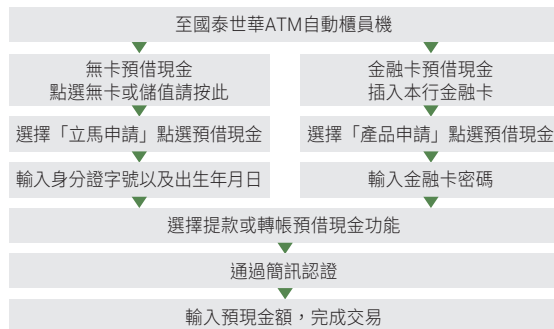 至國泰世華ATM自動櫃員機
無卡預借現金
點選無卡或儲值請按此
金融卡預借現金
插入本行金融卡
選擇「立馬申請」點選預借現金
選擇「產品申請」點選預借現金
輸入身分證字號以及出生年月日
輸入金融卡密碼
選擇提款或轉帳預借現金功能
通過簡訊認證
輸入預現金額，完成交易